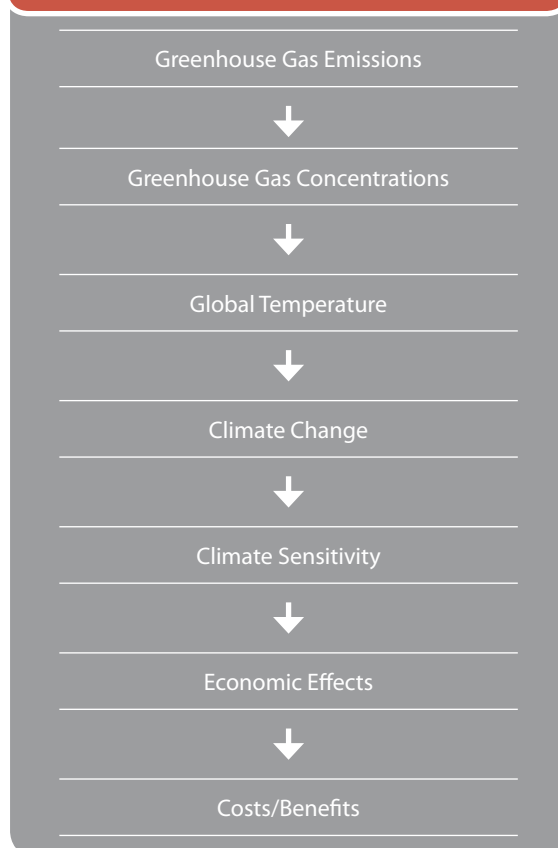 Greenhouse Gas Emissions
Greenhouse Gas Concentrations
Global Temperature
Climate Change
Climate Sensitivity
Economic Effects
Costs/Benefits